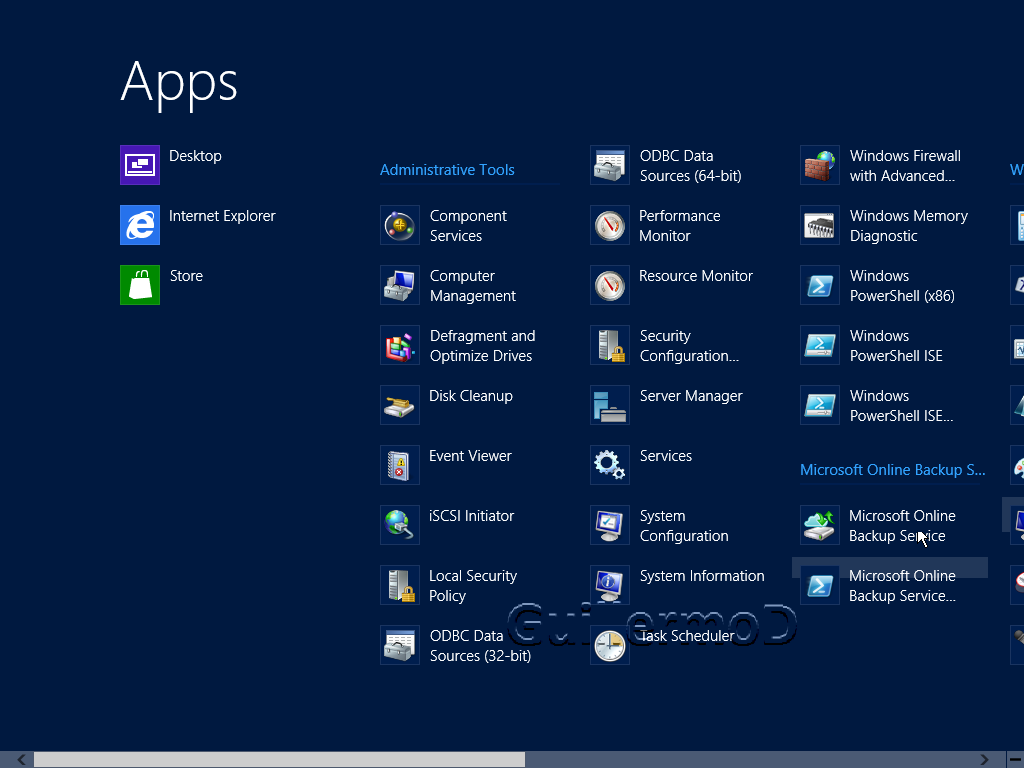 Apps
Desktop
Internet Explorer
Store
Administrative Tools
Component
Services
Computer
Management
Defragment and
Optimize Drives
Disk Cleanup
Event Viewer
iSCSI Initiator
Local Security
Policy
ODBC Data
Sources (32-bit)
ODBC Data
Sources (64-bit)
Performance
Monitor
Resource Monitor
Security
Configuration...
Server Manager
Services
System
Configuration
System Information
Task Scheduler
Windows Firewall
with Advanced...
Windows Memory
Diagnostic
Windows
PowerShell (x86)
Windows
PowerShell ISE
Windows
PowerShell ISE...
Microsoft Online Backup S...
Microsoft Online
Backup Service
Microsoft Online
Backup Service...
W
GuillermoD